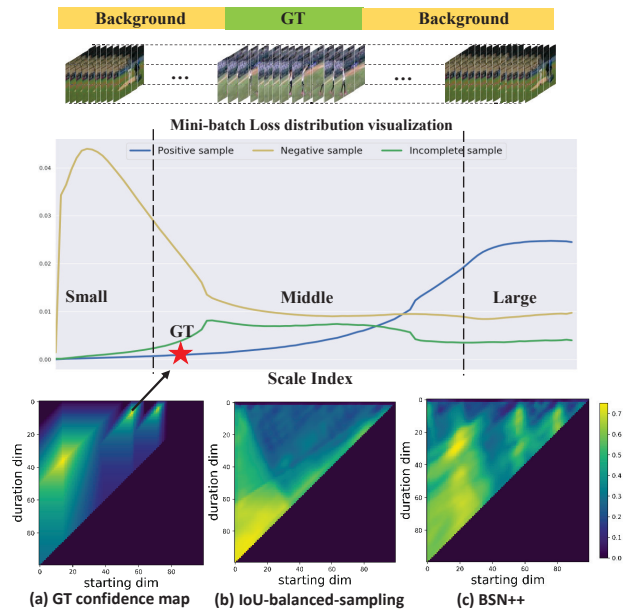 Background GT Background
... ...
Mini-batch Loss distribution visualization
Positive sample Negative sample Incomplete sample
0.04
0.03
0.02
0.01
0.00
Small Middle Large
GT
Scale Index
0 20 40 60 80
duration dim
0 20 40 60 80
starting dim
(a) GT confidence map
0 20 40 60 80
duration dim
0 20 40 60 80
starting dim
(b) IoU-balanced-sampling
0 20 40 60 80
duration dim
0 20 40 60 80
starting dim
(c) BSN++
0.7
0.6
0.5
0.4
0.3
0.2
0.1
0.0